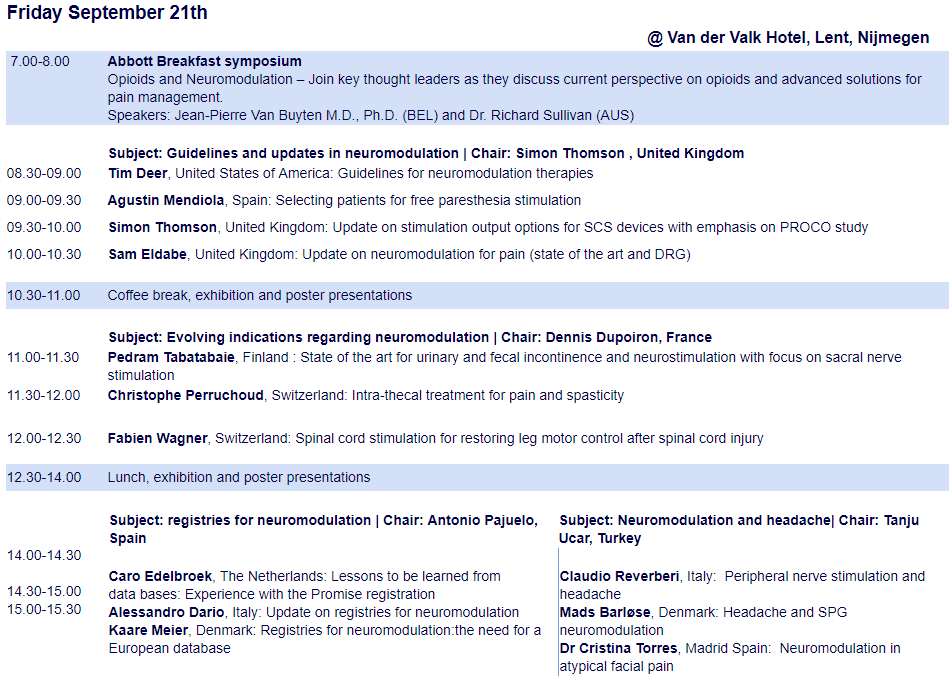 Friday September 21th
@ Van der Valk Hotel, Lent, Nijmegen
7.00-8.00 Abbott Breakfast symposium
Opioids and Neuromodulation – Join key thought leaders as they discuss current perspective on opioids and advanced solutions for
pain management.
Speakers: Jean-Pierre Van Buyten M.D., Ph.D. (BEL) and Dr. Richard Sullivan (AUS)
Subject: Guidelines and updates in neuromodulation | Chair: Simon Thomson , United Kingdom
08.30-09.00 Tim Deer, United States of America: Guidelines for neuromodulation therapies
09.00-09.30 Agustin Mendiola, Spain: Selecting patients for free paresthesia stimulation
09.30-10.00 Simon Thomson, United Kingdom: Update on stimulation output options for SCS devices with emphasis on PROCO study
10.00-10.30 Sam Eldabe, United Kingdom: Update on neuromodulation for pain (state of the art and DRG)
10.30-11.00 Coffee break, exhibition and poster presentations
Subject: Evolving indications regarding neuromodulation | Chair: Dennis Dupoiron, France
11.00-11.30 Pedram Tabatabaie, Finland : State of the art for urinary and fecal incontinence and neurostimulation with focus on sacral nerve
stimulation
11.30-12.00 Christophe Perruchoud, Switzerland: Intra-thecal treatment for pain and spasticity
12.00-12.30 Fabien Wagner, Switzerland: Spinal cord stimulation for restoring leg motor control after spinal cord injury
12.30-14.00 Lunch, exhibition and poster presentations
Subject: registries for neuromodulation | Chair: Antonio Pajuelo,
Spain
14.00-14.30
Caro Edelbroek, The Netherlands: Lessons to be learned from
14.30-15.00 data bases: Experience with the Promise registration
15.00-15.30 Alessandro Dario, Italy: Update on registries for neuromodulation
Kaare Meier, Denmark: Registries for neuromodulation:the need for a
European database
Subject: Neuromodulation and headache| Chair: Tanju
Ucar, Turkey
Claudio Reverberi, Italy: Peripheral nerve stimulation and
headache
Mads Barløse, Denmark: Headache and SPG
neuromodulation
Dr Cristina Torres, Madrid Spain: Neuromodulation in
atypical facial pain